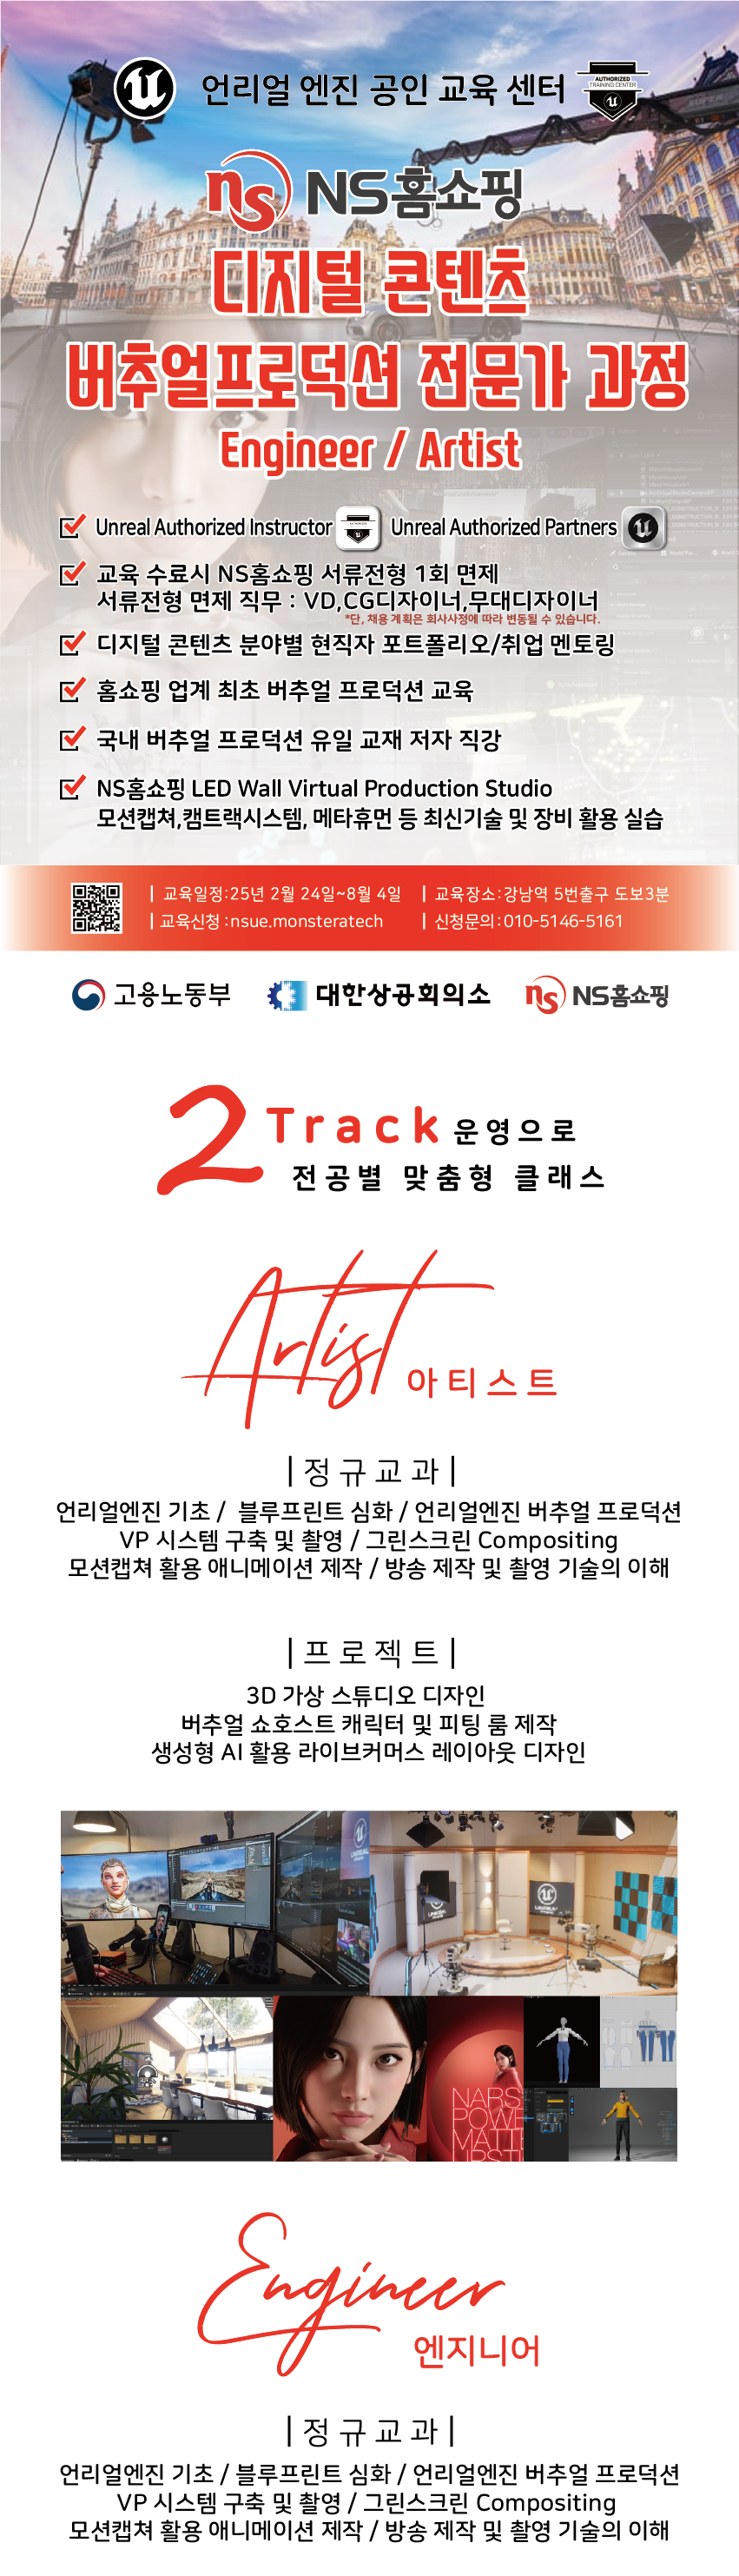 언리얼 엔진 공인 교육 센터
AUTHORIZED
TRAINING CENTER
ns NS홈쇼핑
디지털 콘텐츠
버추얼프로덕션 전문가 과정
Engineer / Artist
Unreal Authorized Instructor Unreal Authorized Partners
교육 수료시 NS홈쇼핑 서류전형 1회 면제
서류전형 면제 직무 : VD,CG디자이너,무대디자이너
*단, 채용 계획은 회사사정에 따라 변동될 수 있습니다.
디지털 콘텐츠 분야별 현직자 포트폴리오/취업 멘토링
홈쇼핑 업계 최초 버추얼 프로덕션 교육
국내 버추얼 프로덕션 유일 교재 저자 직강
NS홈쇼핑 LED Wall Virtual Production Studio
모션캡쳐,캠트랙시스템, 메타휴먼 등 최신기술 및 장비 활용 실습
| 교육일정:25년 2월 24일~8월 4일 | 교육장소:강남역 5번출구 도보3분
| 교육신청 :nsue.monsteratech | 신청문의:010-5146-5161
고용노동부 대한상공회의소 ns NS홈쇼핑
2 Track 운영으로
전공별 맞춤형 클래스
Artist 아티스트
|정규교과|
언리얼엔진 기초 / 블루프린트 심화 / 언리얼엔진 버추얼 프로덕션
VP 시스템 구축 및 촬영 / 그린스크린 Compositing
모션캡쳐 활용 애니메이션 제작 / 방송 제작 및 촬영 기술의 이해
|프로젝트|
3D 가상 스튜디오 디자인
버추얼 쇼호스트 캐릭터 및 피팅 룸 제작
생성형 AI 활용 라이브커머스 레이아웃 디자인
NARS
POW
MATT
Engineer
엔지니어
|정규교과|
언리얼엔진 기초 / 블루프린트 심화 / 언리얼엔진 버추얼 프로덕션
VP 시스템 구축 및 촬영 / 그린스크린 Compositing
모션캡쳐 활용 애니메이션 제작 / 방송 제작 및 촬영 기술의 이해